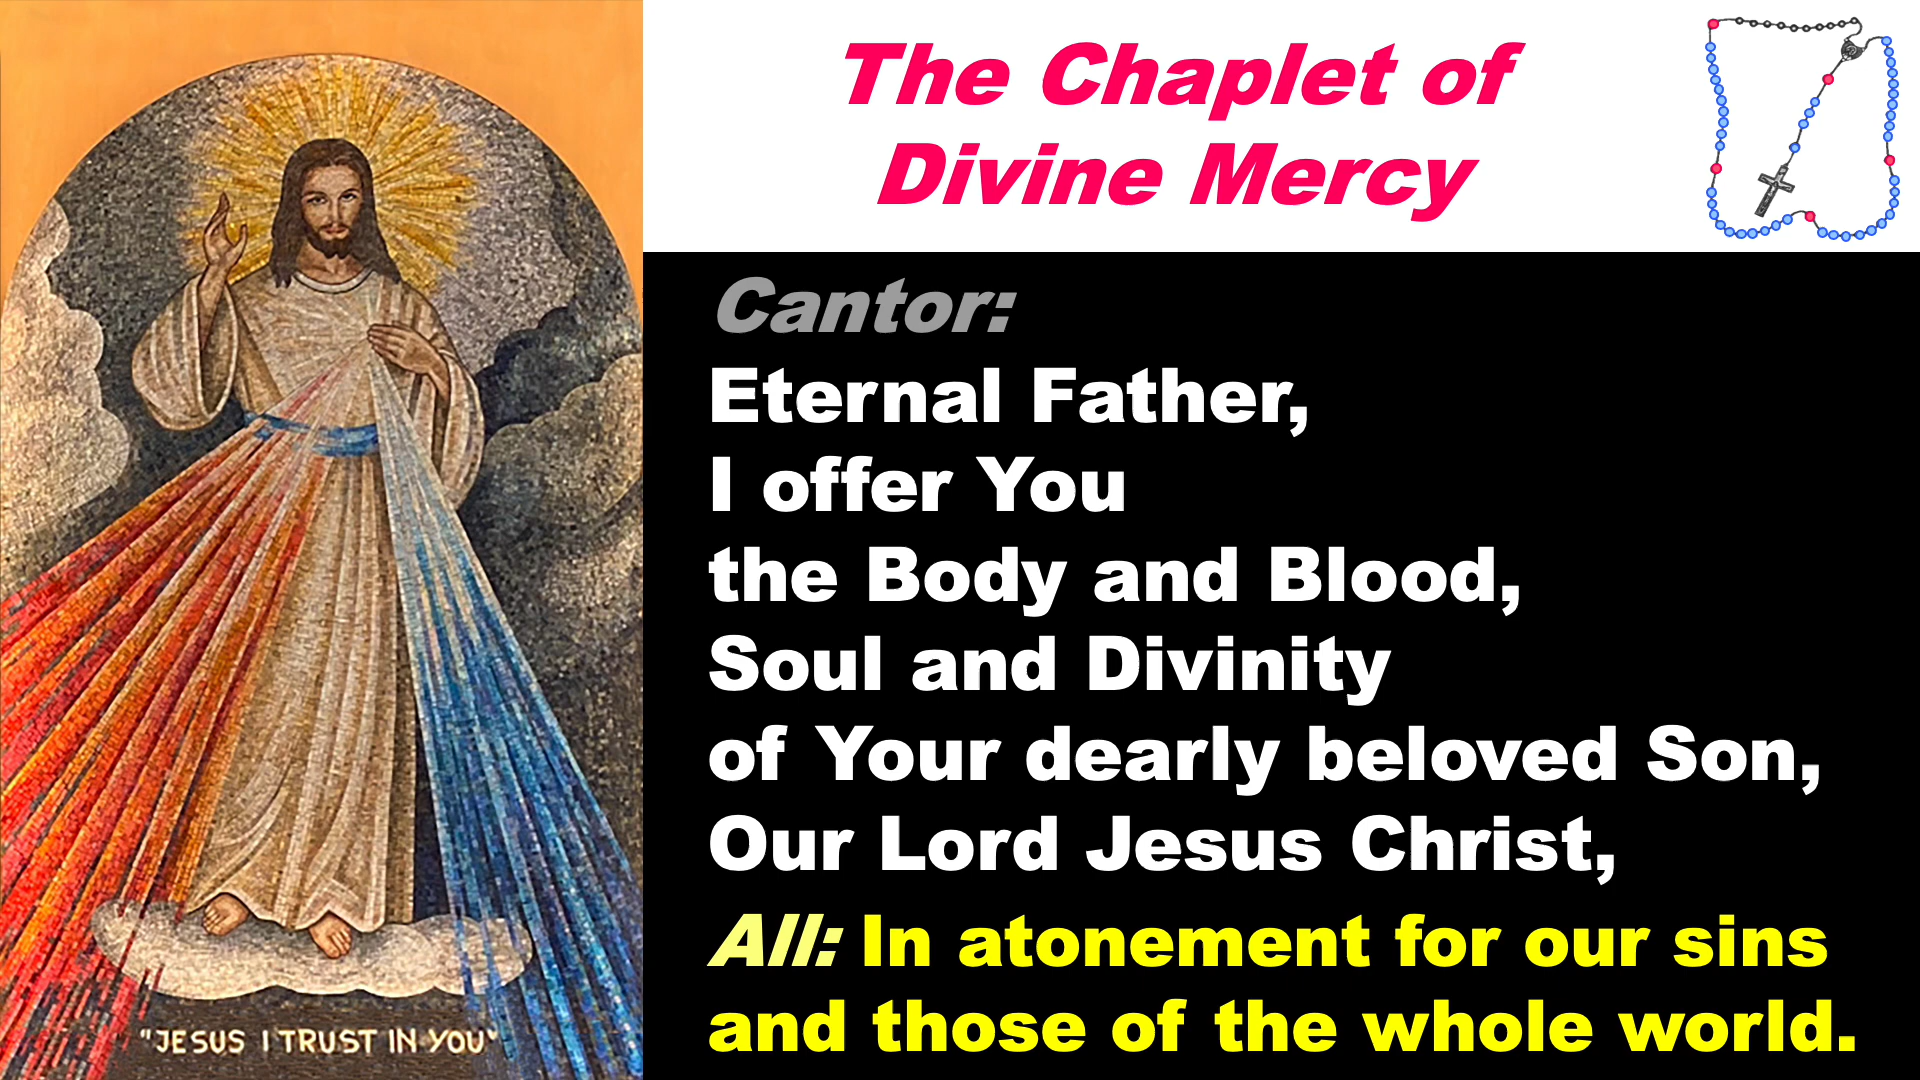 The Chaplet of
Divine Mercy
Cantor:
Eternal Father,
I offer You
the Body and Blood,
Soul and Divinity
of Your dearly beloved Son,
Our Lord Jesus Christ,
All: In atonement for our sins
and those of the whole world.
"JESUS I TRUST IN YOU"